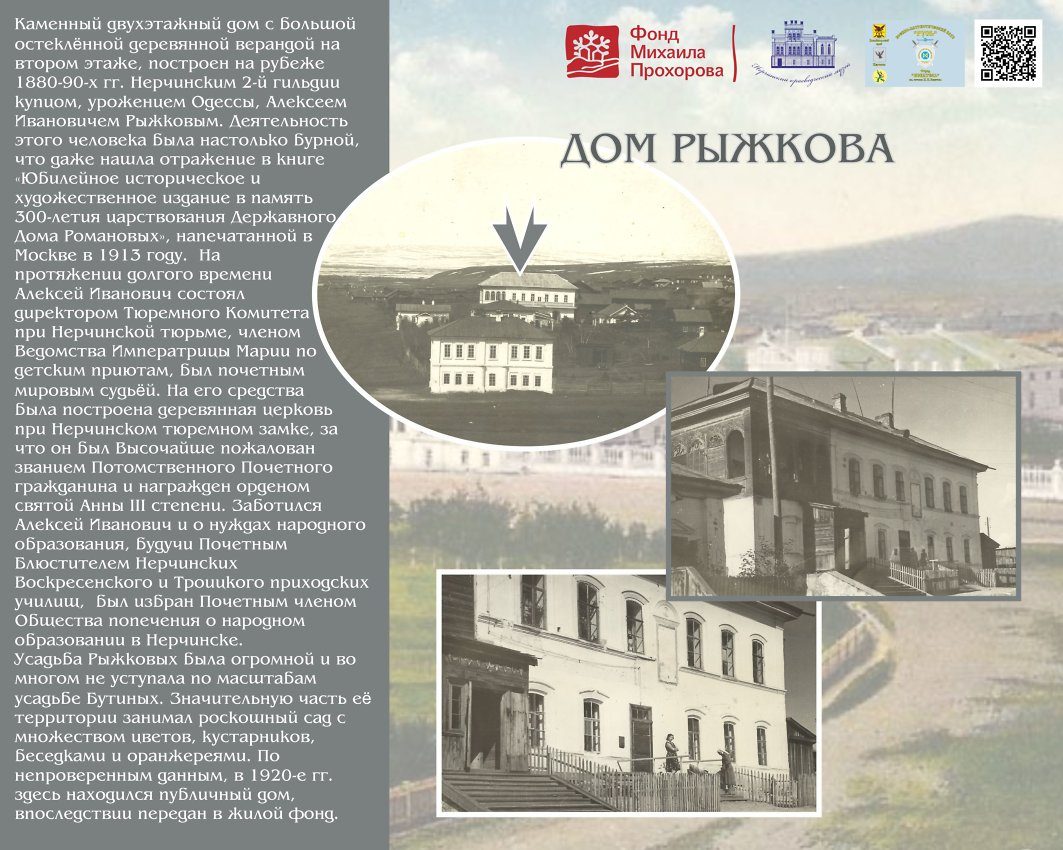 Каменный двухэтажный дом с большой
остеклённой деревянной верандой на
втором этаже, построен на рубеже
1880-90-х гг. Нерчинским 2-й гильдии
купцом, урожденцем Одессы, Алексеем
Ивановичем Рыжковым. Деятельность
этого человека была настолько бурной,
что даже нашла отражение в книге
«Юбилейное историческое и
художественное издание в память
300-летия царствования Державного
Дома Романовых», напечатанной в
Москве в 1913 году. На
протяжении долгого времени
Алексей Иванович состоял
директором Тюремного Комитета
при Нерчинской тюрьме, членом
Ведомства Императрицы Марии по
детским приютам, был почетным
мировым судьёй. На его средства
была построена деревянная церковь
при Нерчинском тюремном замке, за
что он был Высочайше пожалован
званием Потомственного Почетного
гражданина и награжден орденом
святой Анны III степени. Заботился
Алексей Иванович и о нуждах народного
образования, будучи Почетным
Блюстителем Нерчинских
Воскресенского и Троицкого приходских
училищ, был избран Почетным членом
Общества попечения о народном
образовании в Нерчинске.
Усадьба Рыжковых была огромной и во
многом не уступала по масштабам
усадьбе Бутиных. Значительную часть её
территории занимал роскошный сад с
множеством цветов, кустарников,
беседками и оранжереями. По
непроверенным данным, в 1920-е гг.
здесь находился публичный дом,
впоследствии передан в жилой фонд.
Фонд
Михаила
Прохорова
Нерчинский краеведческий музей
ДОМ РЫЖКОВА